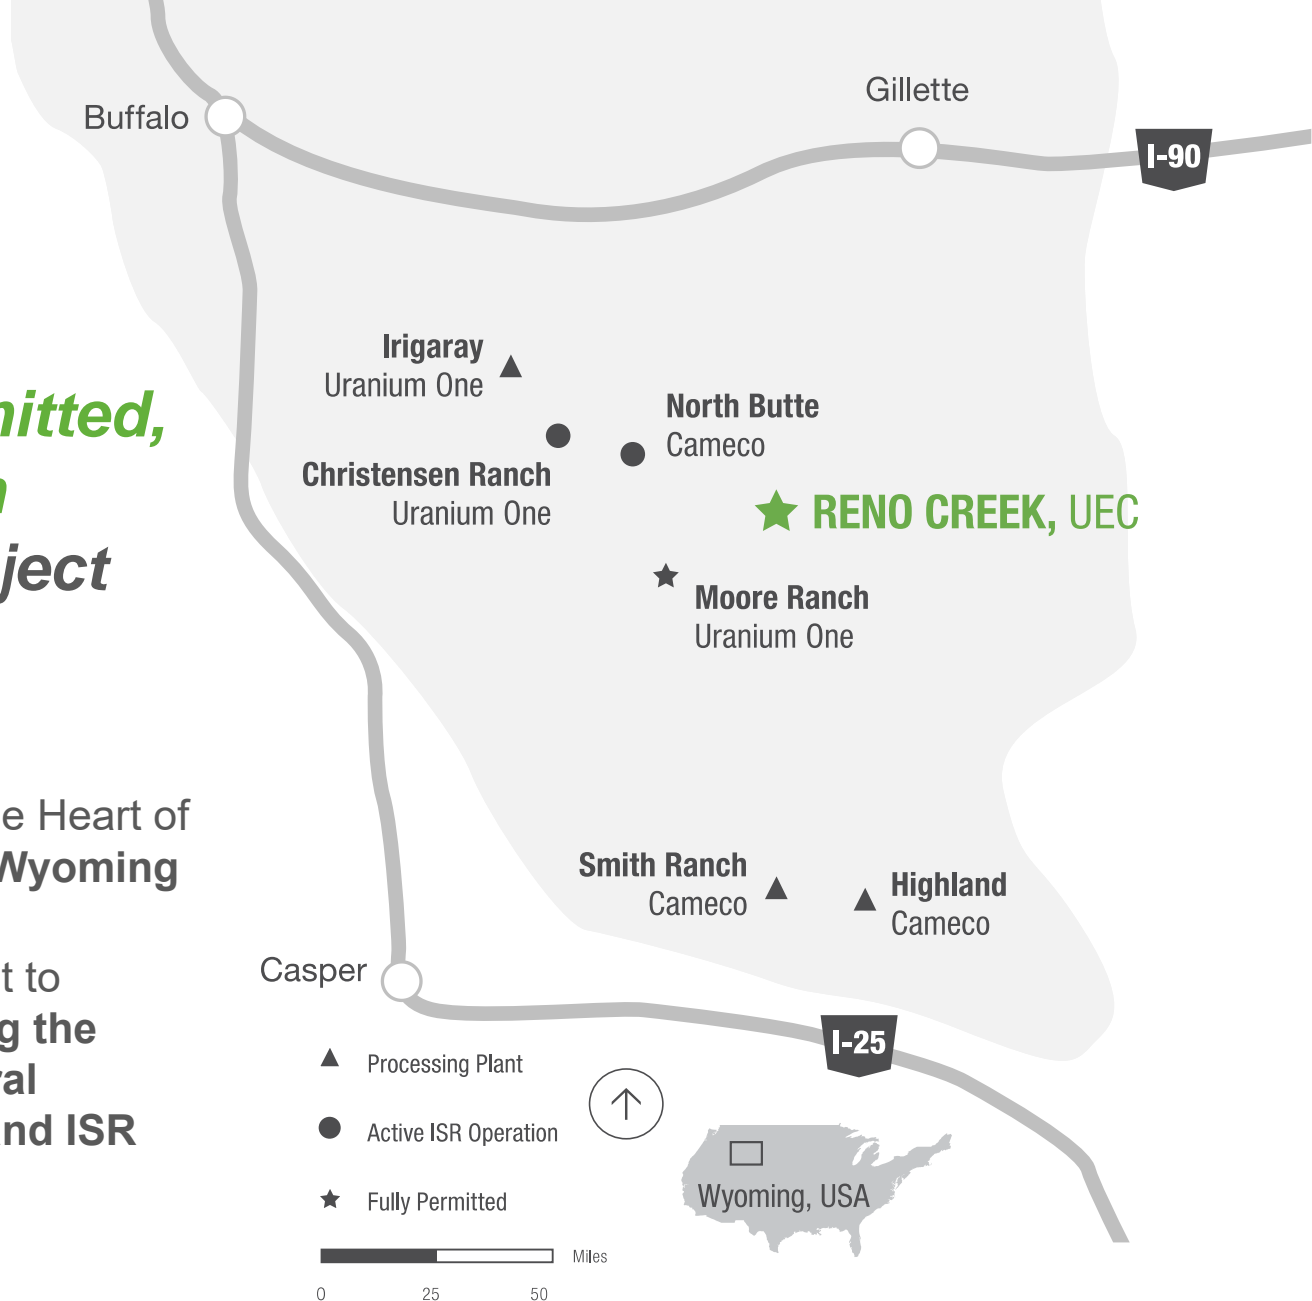 Buffalo
Gillette
I-90
Irigaray
Uranium One
North Butte
Cameco
Christensen Ranch
Uranium One
RENO CREEK, UEC
Moore Ranch
Uranium One
ject
e Heart of
Wyoming
Smith Ranch
Cameco
Highland
Cameco
t to
g the
nd ISR
Casper
I-25
Processing Plant
Active ISR Operation
Fully Permitted
Wyoming, USA
Miles
0 25 50